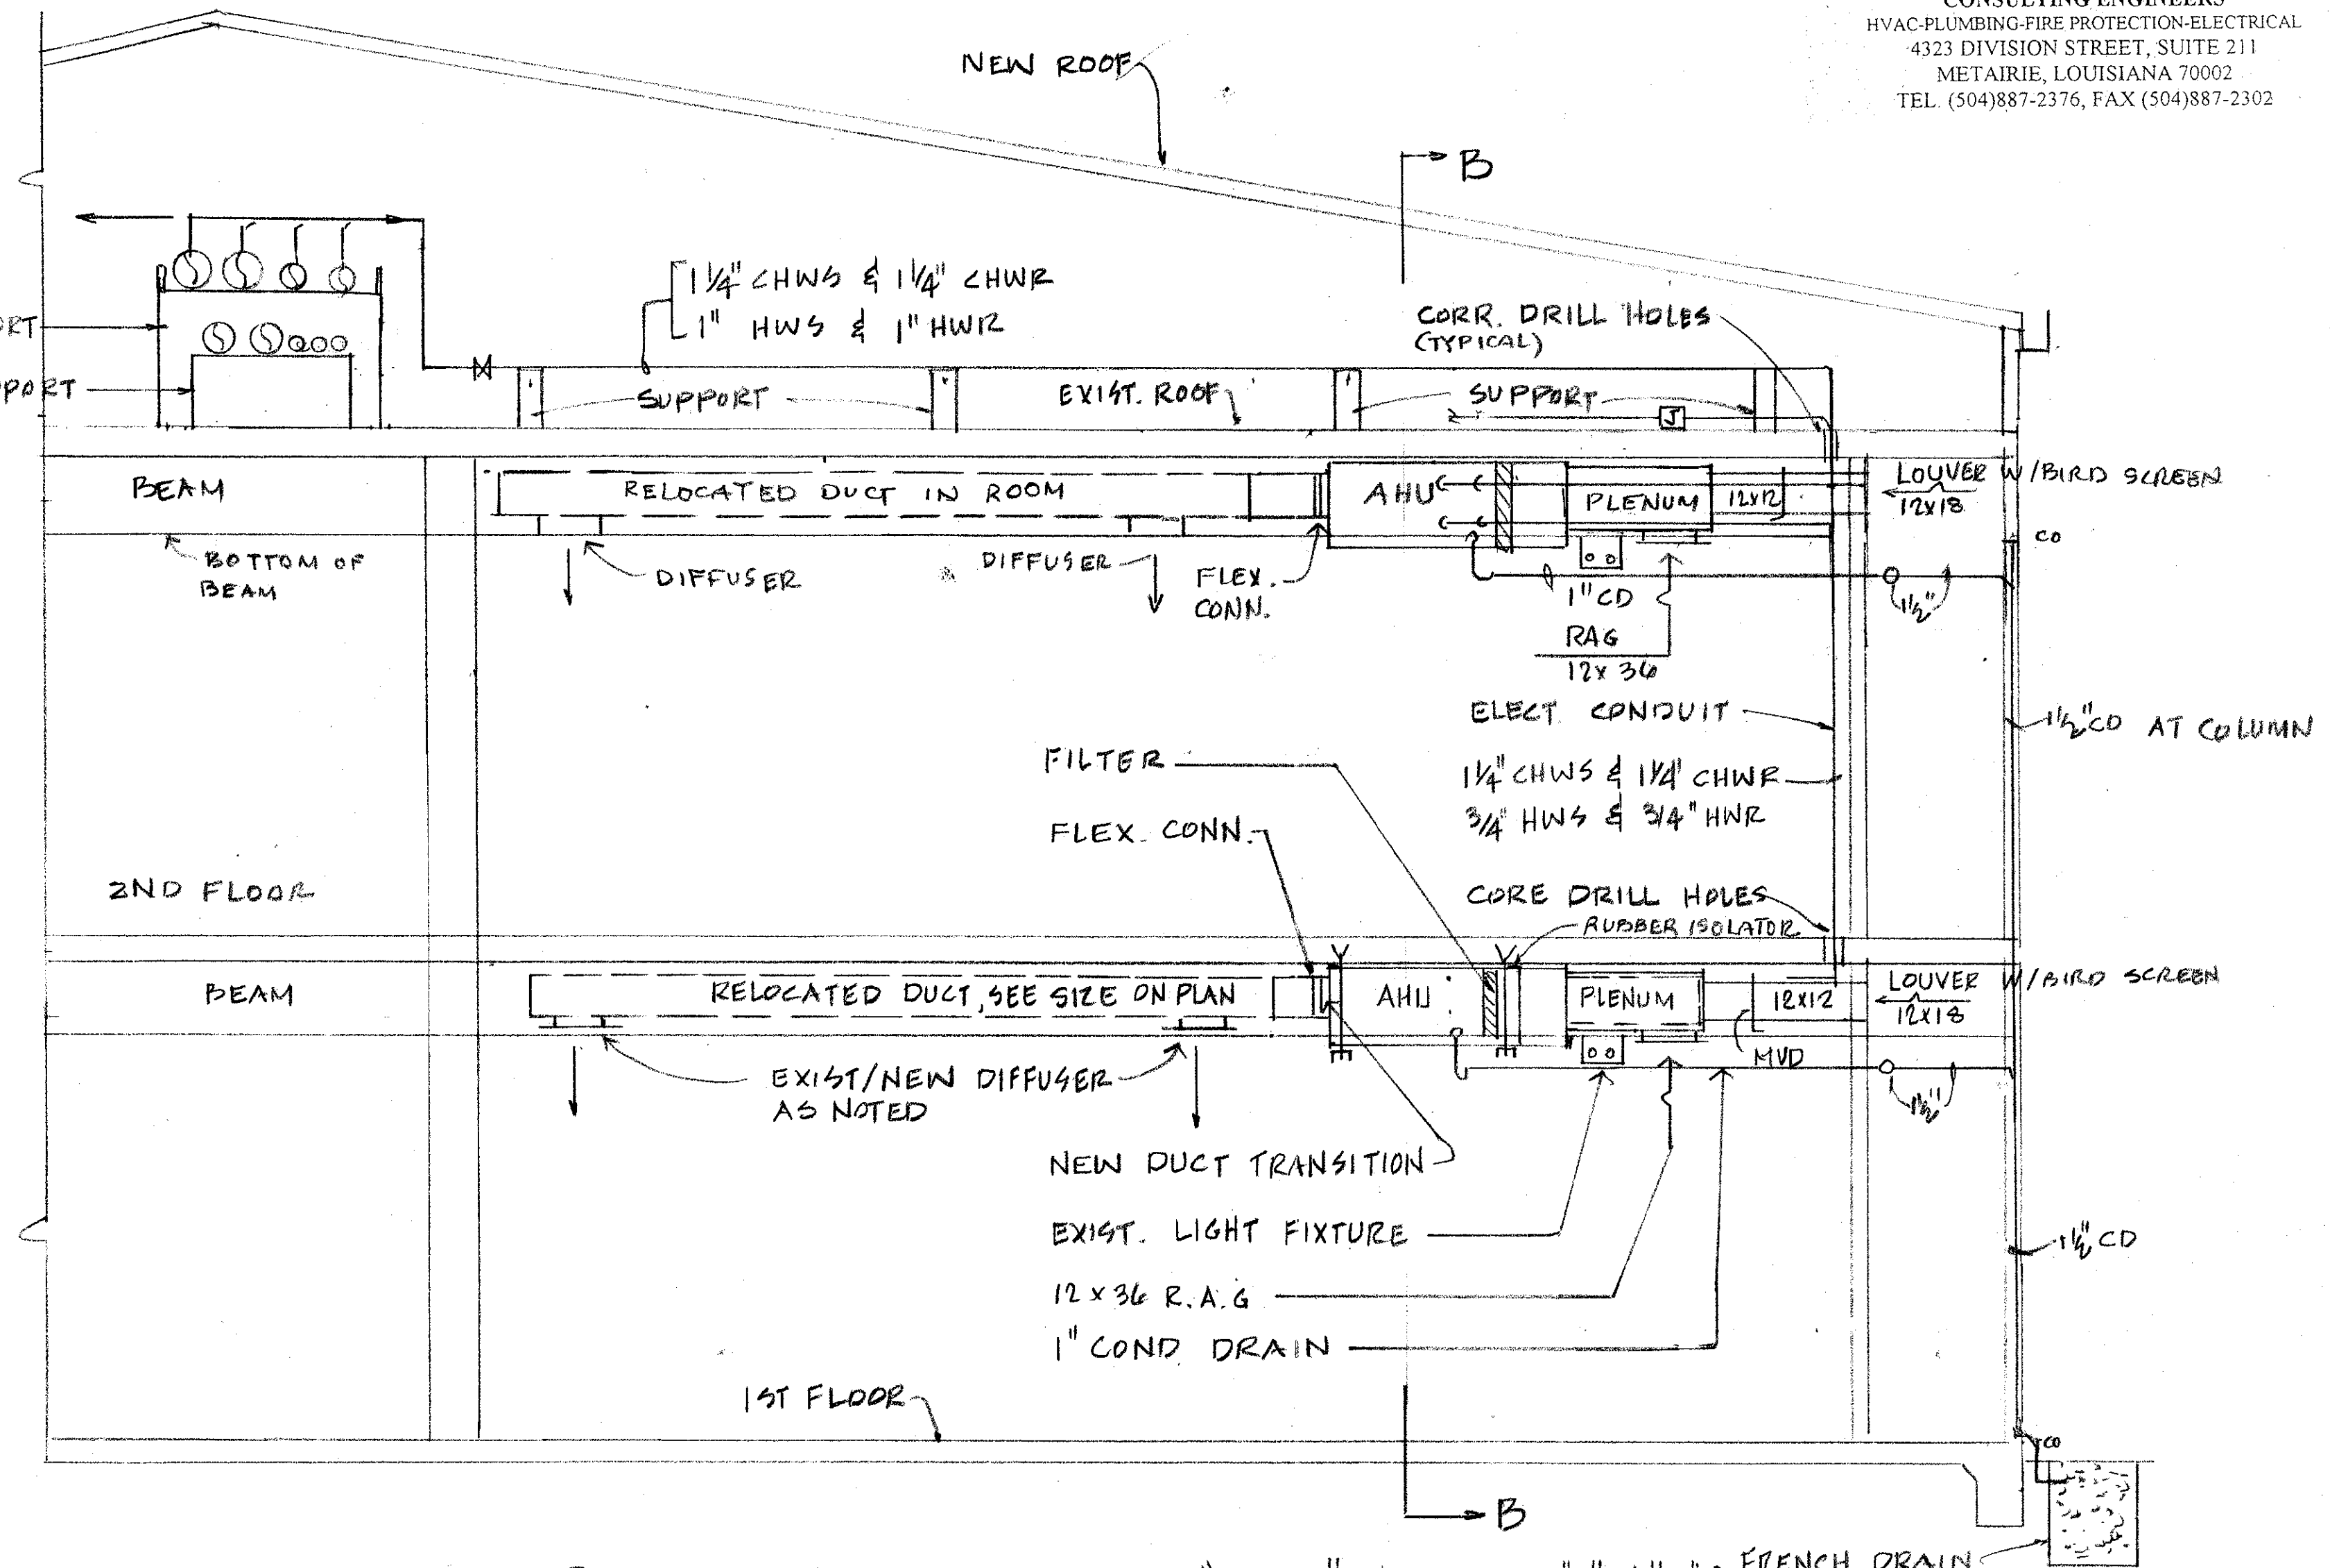 CONSULTING ENGINEERS
HVAC-PLUMBING-FIRE PROTECTION-ELECTRICAL
4323 DIVISION STREET, SUITE 211
METAIRIE, LOUISIANA 70002
TEL. (504)887-2376, FAX (504)887-2302
NEW ROOF
B
1¼" CHWS & 1¼" CHWR
1" HWS & 1" HWR
CORR. DRILL HOLES
(TYPICAL)
SUPPORT
EXIST. ROOF
SUPPORT
J
BEAM
RELOCATED DUCT IN ROOM
AHU
PLENUM
12x12
LOUVER W/BIRD SCREEN
12x18
CO
BOTTOM OF
BEAM
DIFFUSER
DIFFUSER
FLEX.
CONN.
1" CD
1½"
RAG
12x36
ELECT. CONDUIT
1½" CD AT COLUMN
FILTER
1¼" CHWS & 1¼" CHWR
3/4" HWS & 3/4" HWR
FLEX. CONN.
2ND FLOOR
CORE DRILL HOLES
RUBBER ISOLATOR
BEAM
RELOCATED DUCT, SEE SIZE ON PLAN
AHU
PLENUM
12x12
LOUVER W/BIRD SCREEN
12x18
MVD
1½"
EXIST/NEW DIFFUSER
AS NOTED
NEW DUCT TRANSITION
EXIST. LIGHT FIXTURE
1½" CD
12 x 36 R.A.G
1" COND. DRAIN
1ST FLOOR
CO
B
FRENCH DRAIN